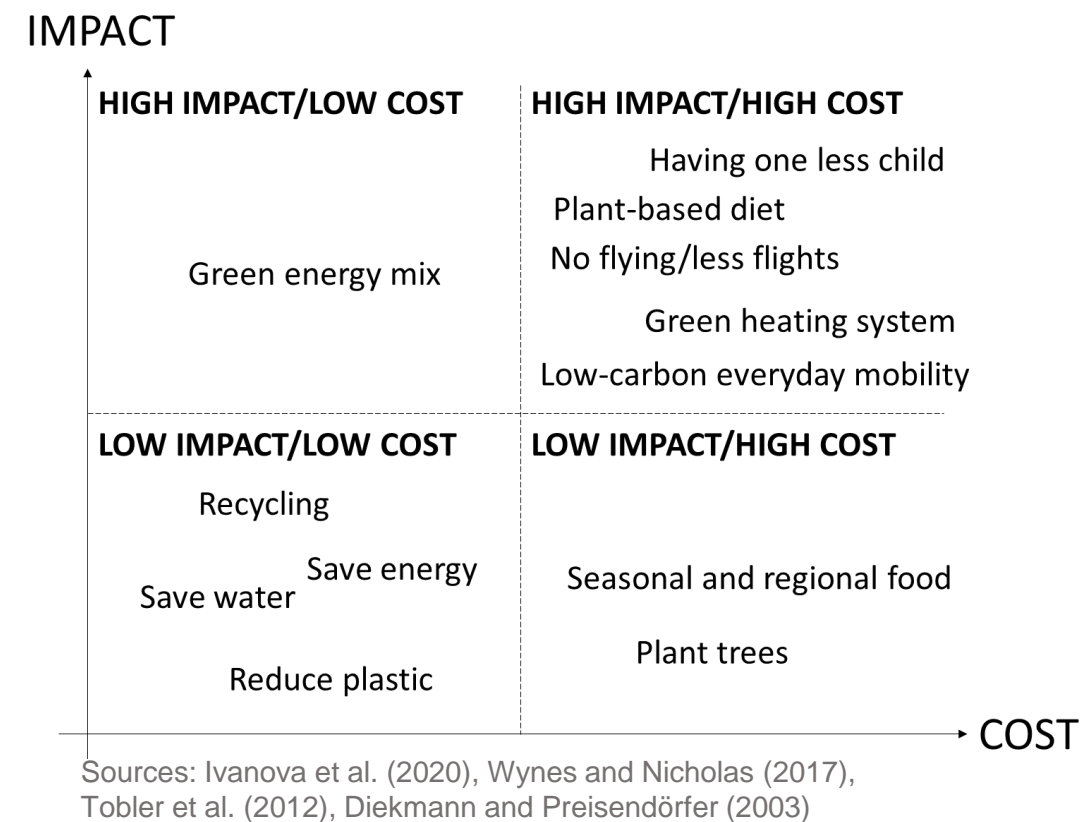 IMPACT
HIGH IMPACT/LOW COST
Green energy mix
HIGH IMPACT/HIGH COST
Having one less child
Plant-based diet
No flying/less flights
Green heating system
Low-carbon everyday mobility
LOW IMPACT/LOW COST
Recycling
Save energy
Save water
Reduce plastic
LOW IMPACT/HIGH COST
Seasonal and regional food
Plant trees
COST
Sources: Ivanova et al. (2020), Wynes and Nicholas (2017),
Tobler et al. (2012), Diekmann and Preisendörfer (2003)